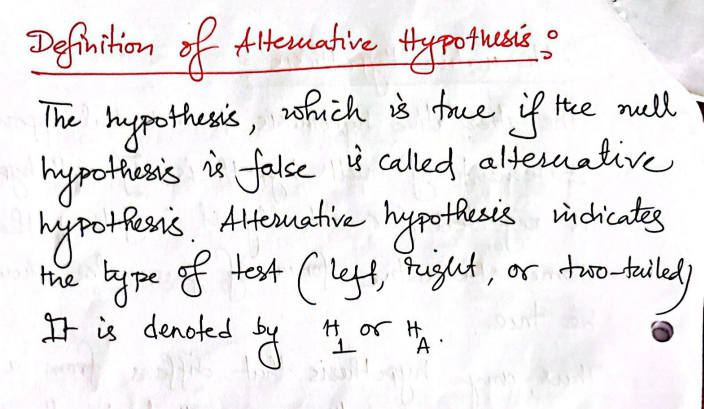 Definition of Alternative Hypothesis :
The hypothesis, which is true if the null
hypothesis is false is called alternative
hypothesis. Alternative hypothesis indicates
the type of test (left, right, or two-tailed)
It is denoted by H₁ or H_A.